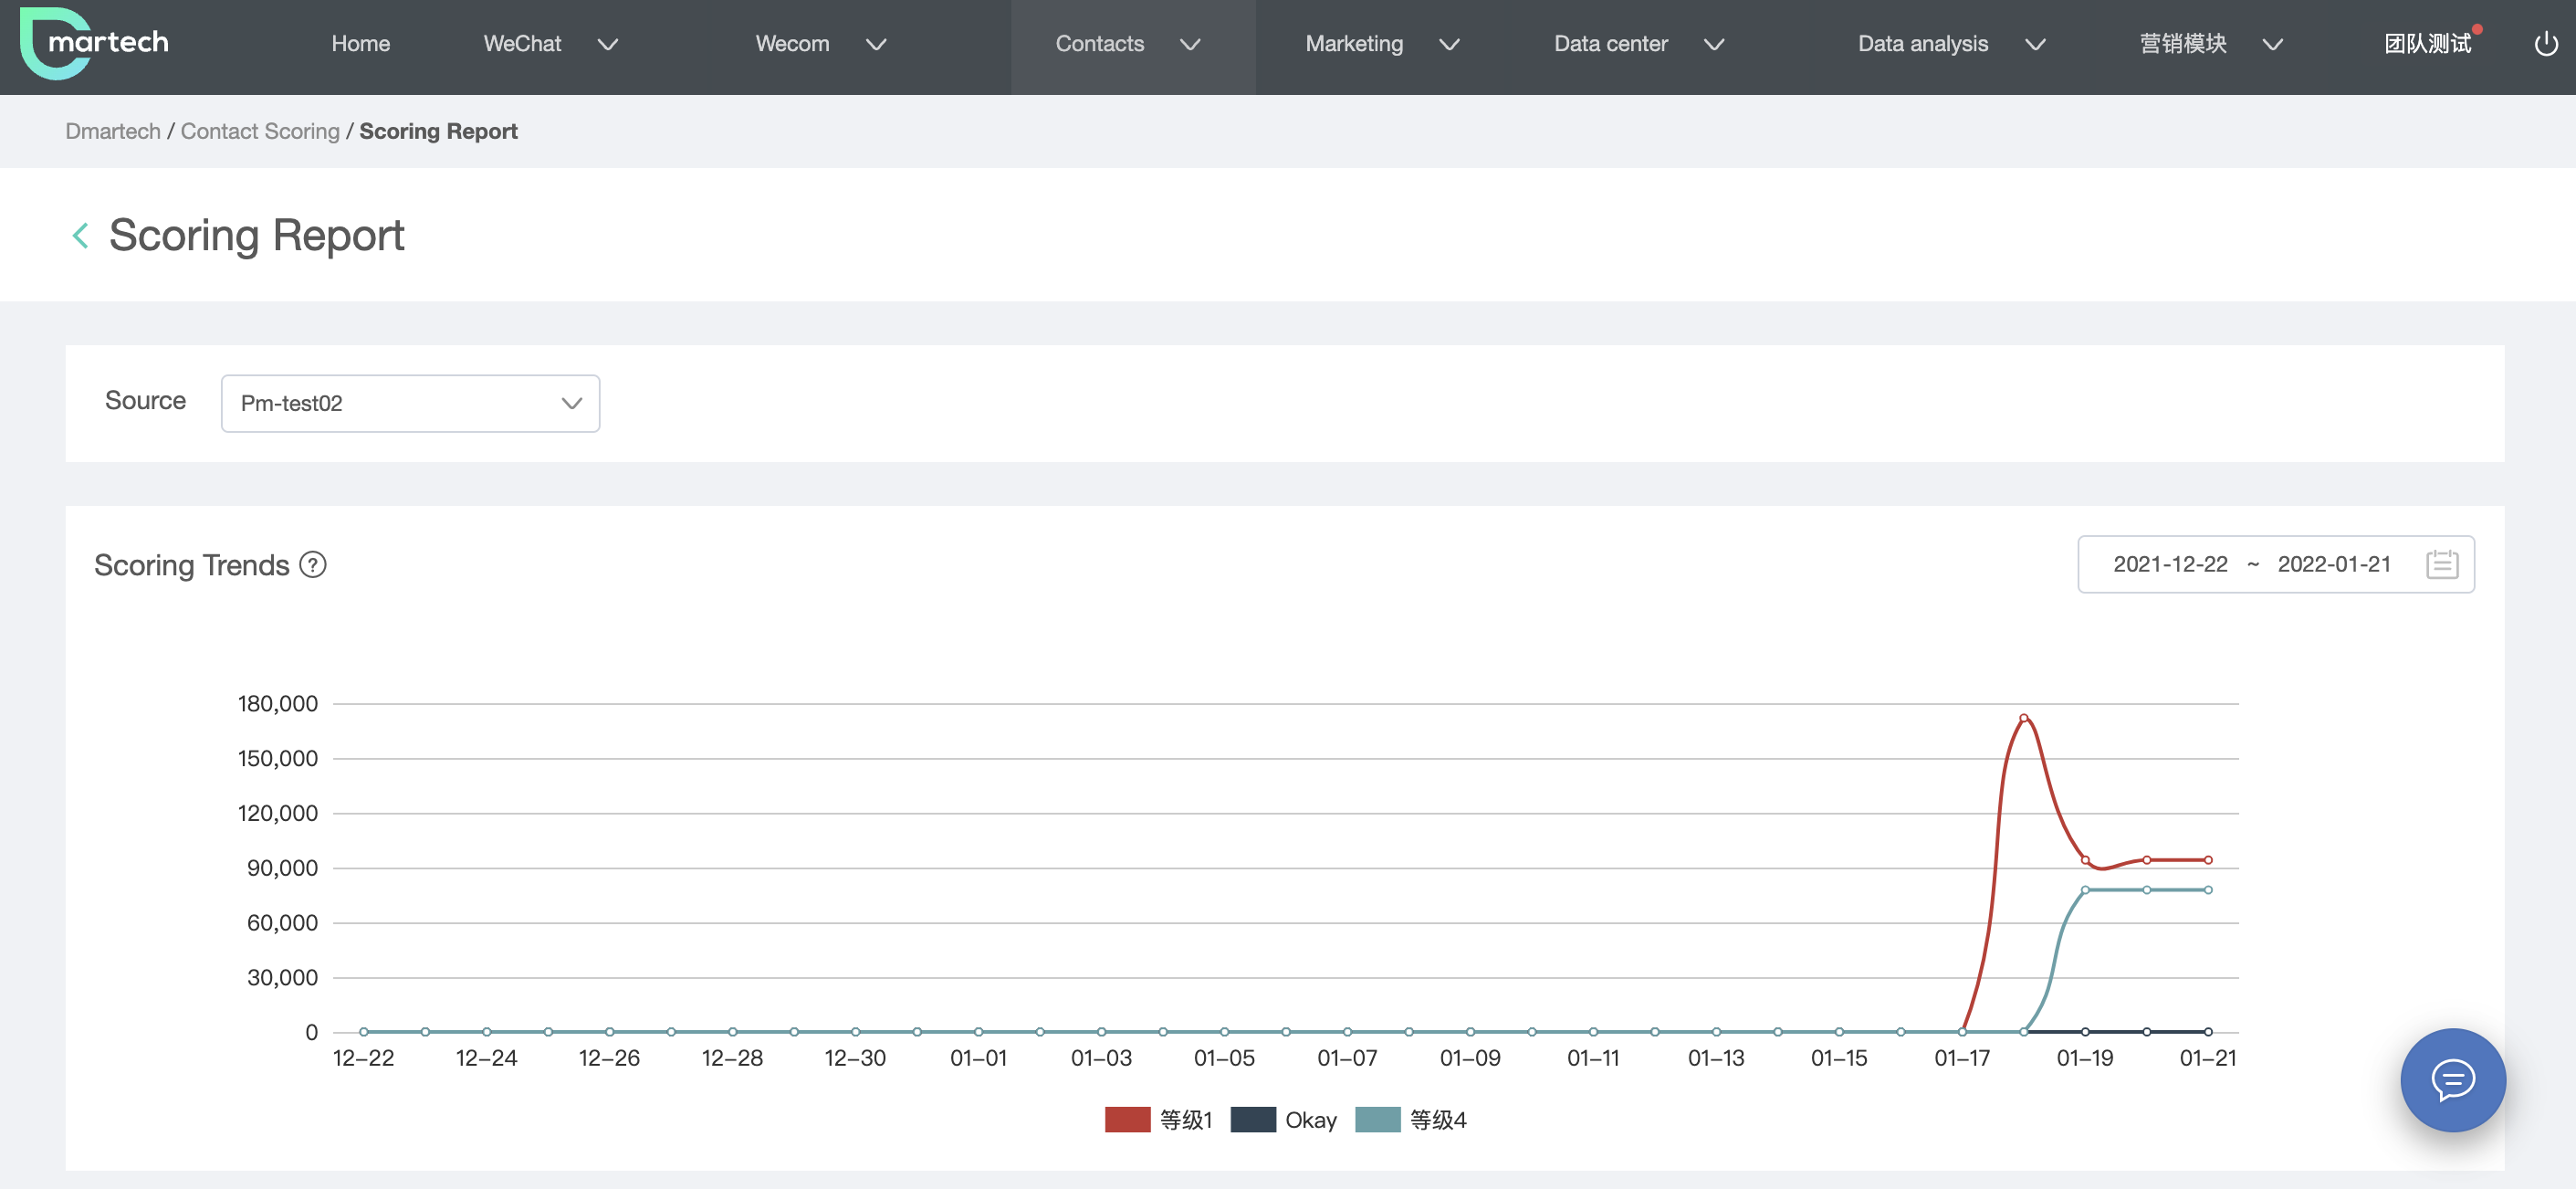 martech Home WeChat Wecom Contacts Marketing Data center Data analysis 营销模块 团队测试
Dmartech / Contact Scoring / Scoring Report
Scoring Report
Source Pm-test02
Scoring Trends ? 2021-12-22 ~ 2022-01-21
180,000
150,000
120,000
90,000
60,000
30,000
0
12-22 12-24 12-26 12-28 12-30 01-01 01-03 01-05 01-07 01-09 01-11 01-13 01-15 01-17 01-19 01-21
等级1 Okay 等级4